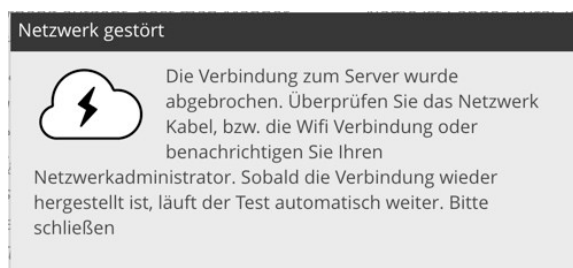 Netzwerk gestört
Die Verbindung zum Server wurde
abgebrochen. Überprüfen Sie das Netzwerk
Kabel, bzw. die Wifi Verbindung oder
benachrichtigen Sie Ihren
Netzwerkadministrator. Sobald die Verbindung wieder
hergestellt ist, läuft der Test automatisch weiter. Bitte
schließen